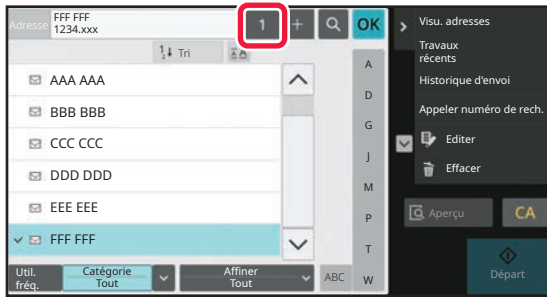 Adresse
FFF FFF
1234.xxx
1
+
OK
Tri
AAA AAA
BBB BBB
CCC CCC
DDD DDD
EEE EEE
FFF FFF
A
D
G
J
M
P
T
W
Util.
fréq.
Catégorie
Tout
Affiner
Tout
ABC
Visu. adresses
Travaux
récents
Historique d'envoi
Appeler numéro de rech.
Editer
Effacer
Aperçu
CA
Départ